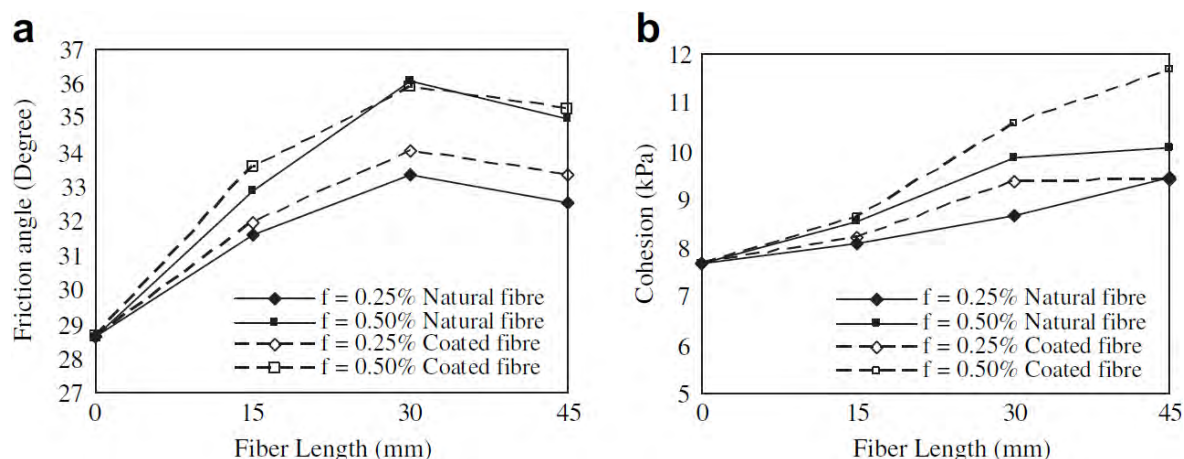 a
37
36
35
34
33
32
31
30
29
28
27
Friction angle (Degree)
f = 0.25% Natural fibre
f = 0.50% Natural fibre
f = 0.25% Coated fibre
f = 0.50% Coated fibre
0
15
30
45
Fiber Length (mm)
b
12
11
10
9
8
7
6
5
Cohesion (kPa)
f = 0.25% Natural fibre
f = 0.50% Natural fibre
f = 0.25% Coated fibre
f = 0.50% Coated fibre
0
15
30
45
Fiber Length (mm)